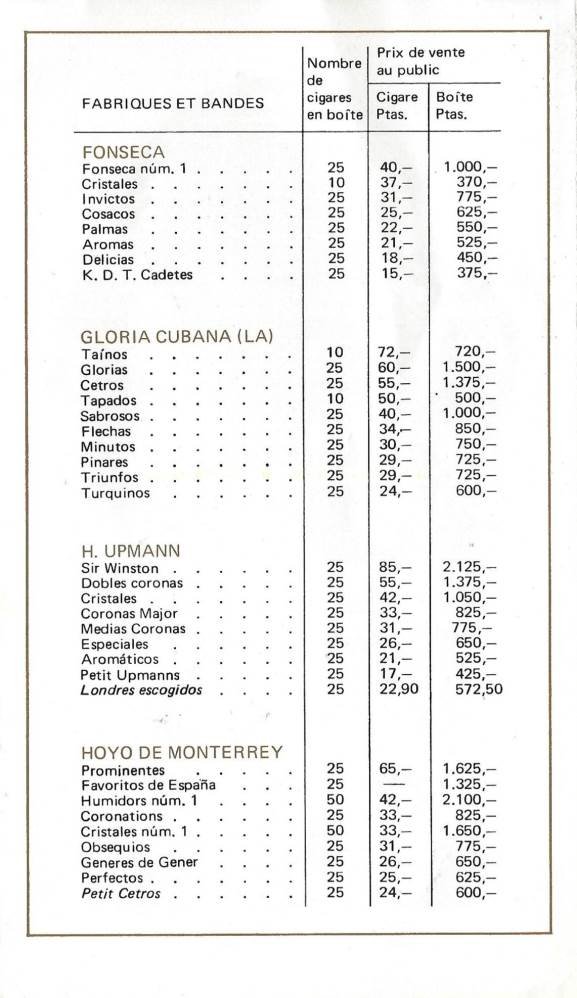 FABRIQUES ET BANDES
Nombre de cigares en boîte
Prix de vente au public
Cigare Ptas.
Boîte Ptas.
FONSECA
Fonseca núm. 1 . . . . . 25 40,— 1.000,—
Cristales . . . . . . . 10 37,— 370,—
Invictos . . . . . . . 25 31,— 775,—
Cosacos . . . . . . . 25 25,— 625,—
Palmas . . . . . . . 25 22,— 550,—
Aromas . . . . . . . 25 21,— 525,—
Delicias . . . . . . . 25 18,— 450,—
K. D. T. Cadetes . . . . 25 15,— 375,—
GLORIA CUBANA (LA)
Taínos . . . . . . . 10 72,— 720,—
Glorias . . . . . . . 25 60,— 1.500,—
Cetros . . . . . . . 25 55,— 1.375,—
Tapados . . . . . . . 10 50,— 500,—
Sabrosos . . . . . . . 25 40,— 1.000,—
Flechas . . . . . . . 25 34,— 850,—
Minutos . . . . . . . 25 30,— 750,—
Pinares . . . . . . . 25 29,— 725,—
Triunfos . . . . . . . 25 29,— 725,—
Turquinos . . . . . . 25 24,— 600,—
H. UPMANN
Sir Winston . . . . . . 25 85,— 2.125,—
Dobles coronas . . . . . 25 55,— 1.375,—
Cristales . . . . . . . 25 42,— 1.050,—
Coronas Major . . . . . 25 33,— 825,—
Medias Coronas . . . . . 25 31,— 775,—
Especiales . . . . . . 25 26,— 650,—
Aromáticos . . . . . . 25 21,— 525,—
Petit Upmanns . . . . . 25 17,— 425,—
Londres escogidos . . . . 25 22,90 572,50
HOYO DE MONTERREY
Prominentes . . . . . . 25 65,— 1.625,—
Favoritos de España . . . 25 — 1.325,—
Humidors núm. 1 . . . . 50 42,— 2.100,—
Coronations . . . . . . 25 33,— 825,—
Cristales núm. 1 . . . . . 50 33,— 1.650,—
Obsequios . . . . . . 25 31,— 775,—
Generes de Gener . . . . 25 26,— 650,—
Perfectos . . . . . . . 25 25,— 625,—
Petit Cetros . . . . . . 25 24,— 600,—